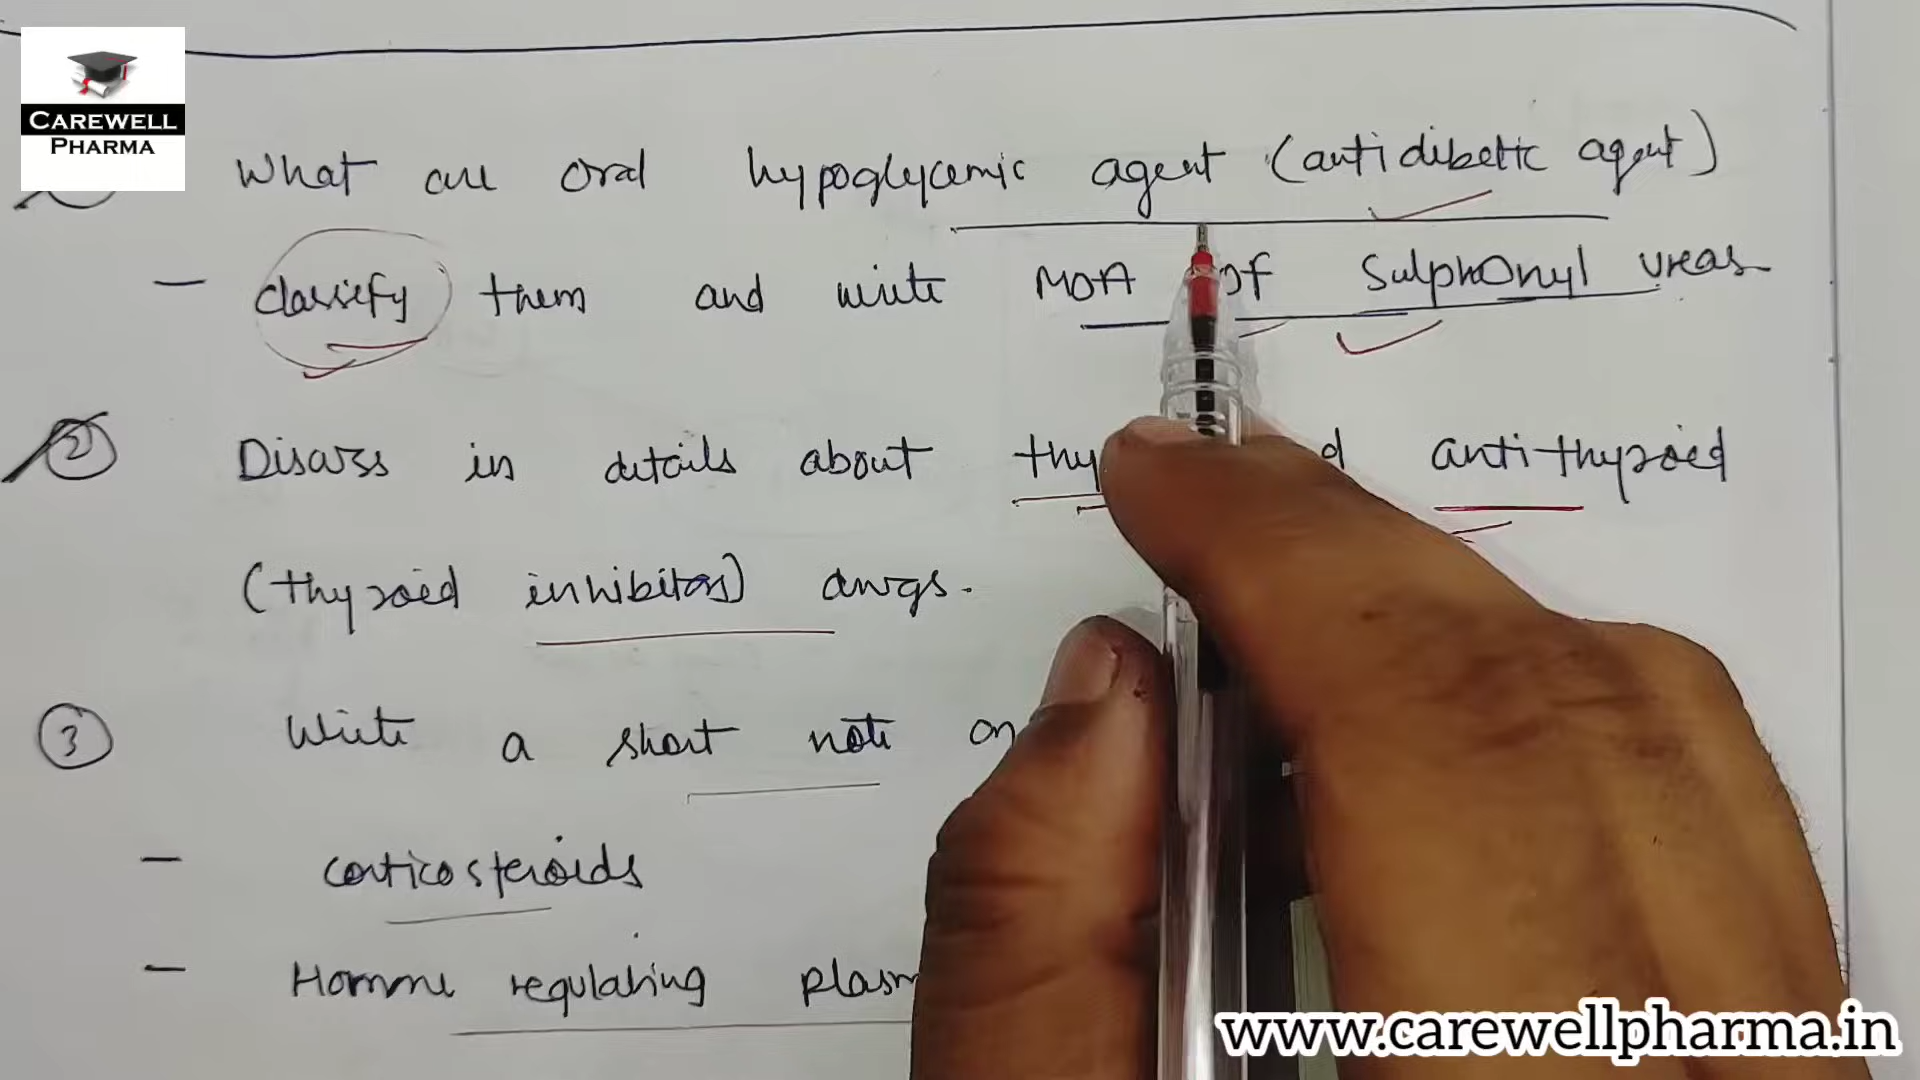 CAREWELL
PHARMA
What are oral hypoglycemic agent (antidibetic agent)
- classify them and write MOA of sulphonyl ureas
2 Discuss in details about thy d anti-thyroid
(thyroid inhibitors) drugs.
3 Write a short note on
- corticosteroids
- Hormone regulating plasm
www.carewellpharma.in